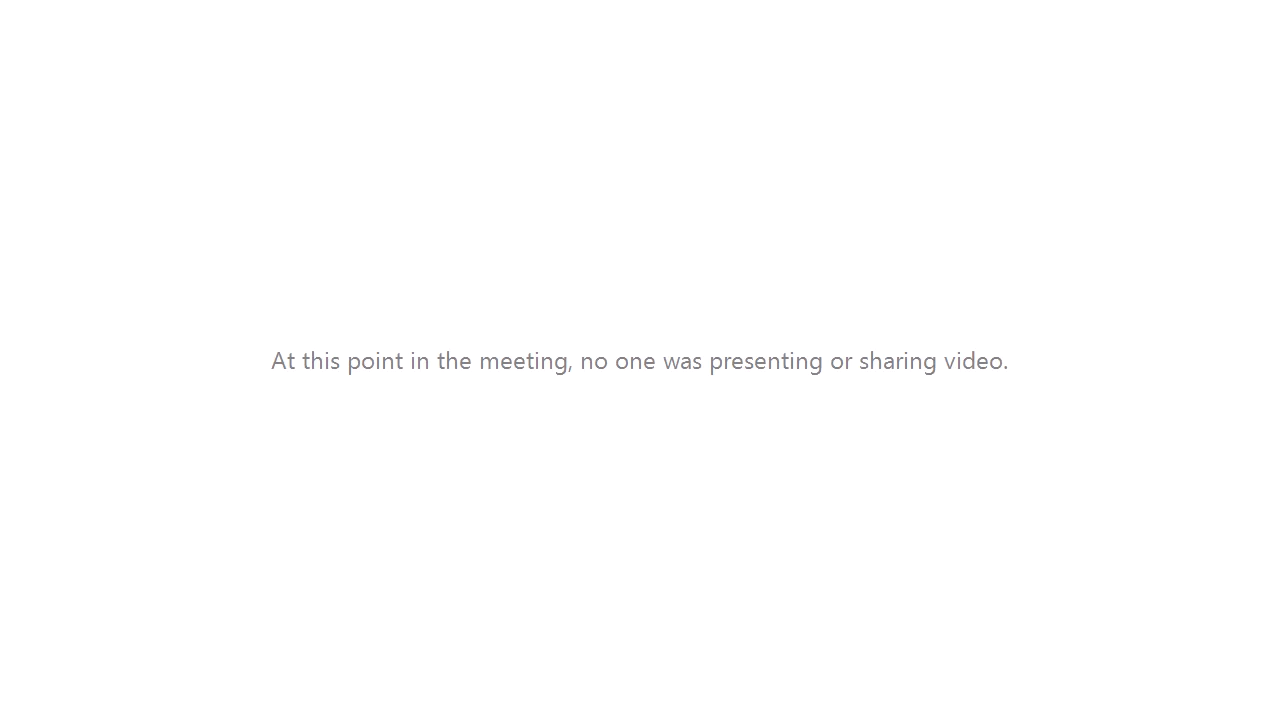 At this point in the meeting, no one was presenting or sharing video.